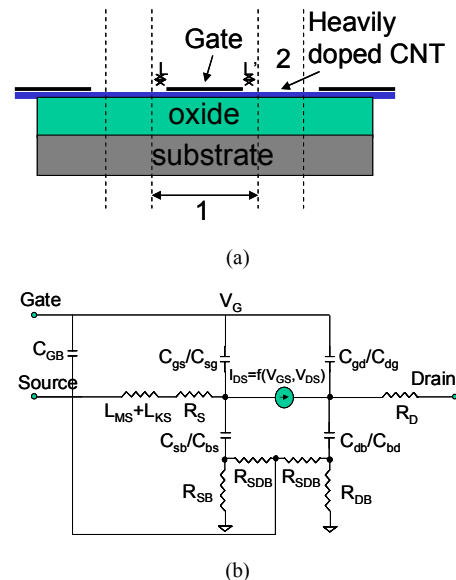 Heavily
doped CNT
Gate
L
L'
2
oxide
substrate
1
(a)
Gate
V_G
C_GB
C_gs/C_sg
C_gd/C_dg
I_DS=f(V_GS,V_DS)
Source
Drain
L_MS+L_KS
R_S
R_D
C_sb/C_bs
C_db/C_bd
R_SB
R_SDB
R_SDB
R_DB
(b)